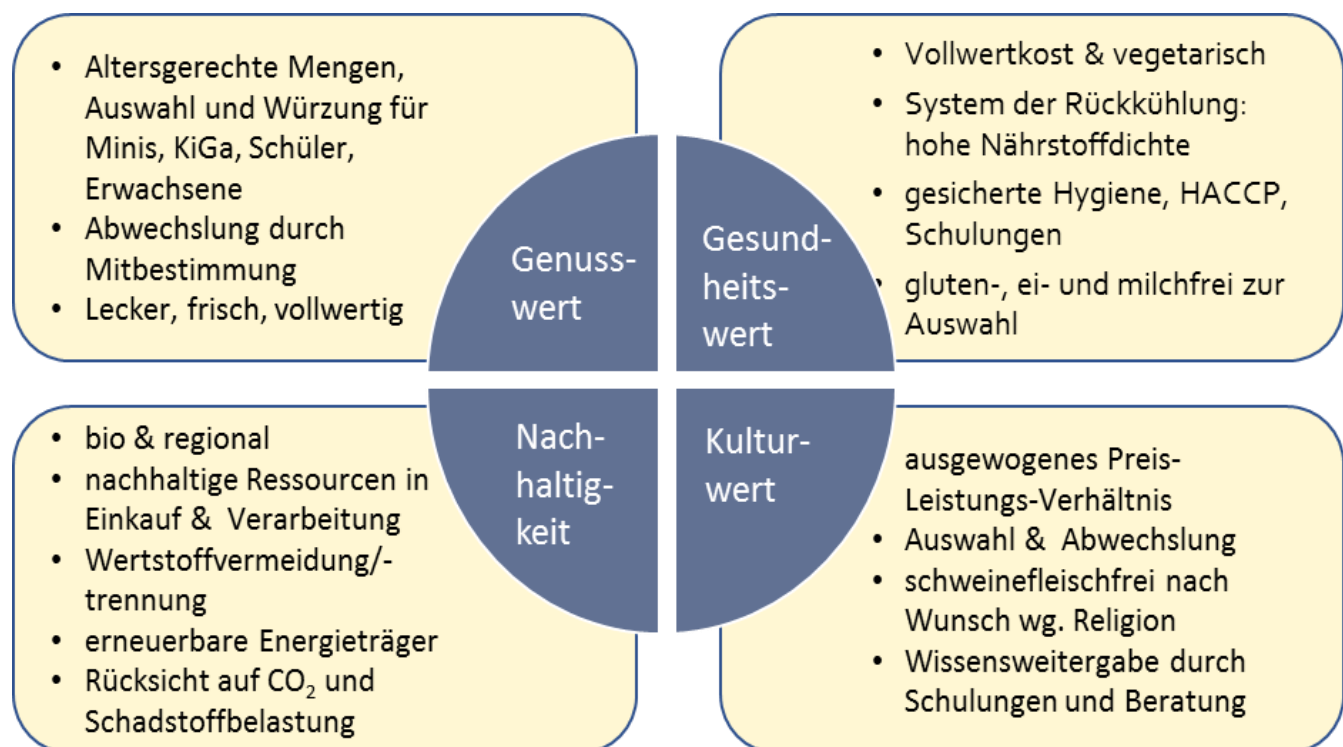 • Altersgerechte Mengen,
Auswahl und Würzung für
Minis, KiGa, Schüler,
Erwachsene
• Abwechslung durch
Mitbestimmung
• Lecker, frisch, vollwertig
Genuss-
wert
• Vollwertkost & vegetarisch
• System der Rückkühlung:
hohe Nährstoffdichte
• gesicherte Hygiene, HACCP,
Schulungen
• gluten-, ei- und milchfrei zur
Auswahl
Gesund-
heits-
wert
• bio & regional
• nachhaltige Ressourcen in
Einkauf & Verarbeitung
• Wertstoffvermeidung/-
trennung
• erneuerbare Energieträger
• Rücksicht auf CO₂ und
Schadstoffbelastung
Nach-
haltig-
keit
Kultur-
wert
ausgewogenes Preis-
Leistungs-Verhältnis
• Auswahl & Abwechslung
• schweinefleischfrei nach
Wunsch wg. Religion
• Wissensweitergabe durch
Schulungen und Beratung